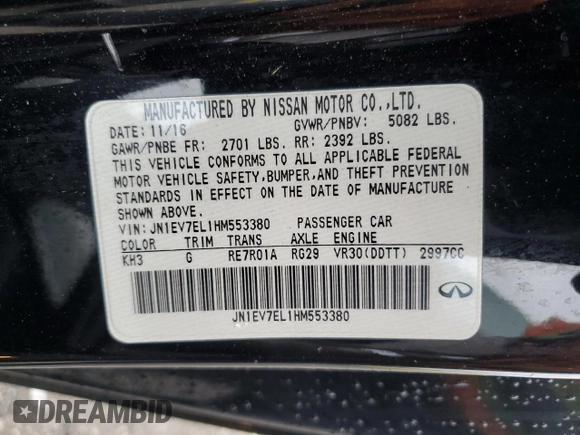 MANUFACTURED BY NISSAN MOTOR CO.,LTD.
DATE: 11/16 GVWR/PNBV: 5082 LBS.
GAWR/PNBE FR: 2701 LBS. RR: 2392 LBS.
THIS VEHICLE CONFORMS TO ALL APPLICABLE FEDERAL
MOTOR VEHICLE SAFETY,BUMPER,AND THEFT PREVENTION
STANDARDS IN EFFECT ON THE DATE OF MANUFACTURE
SHOWN ABOVE.
VIN: JN1EV7EL1HM553380 PASSENGER CAR
COLOR TRIM TRANS AXLE ENGINE
KH3 G RE7R01A RG29 VR30(DDTT) 2997CC
JN1EV7EL1HM553380
DREAMBID